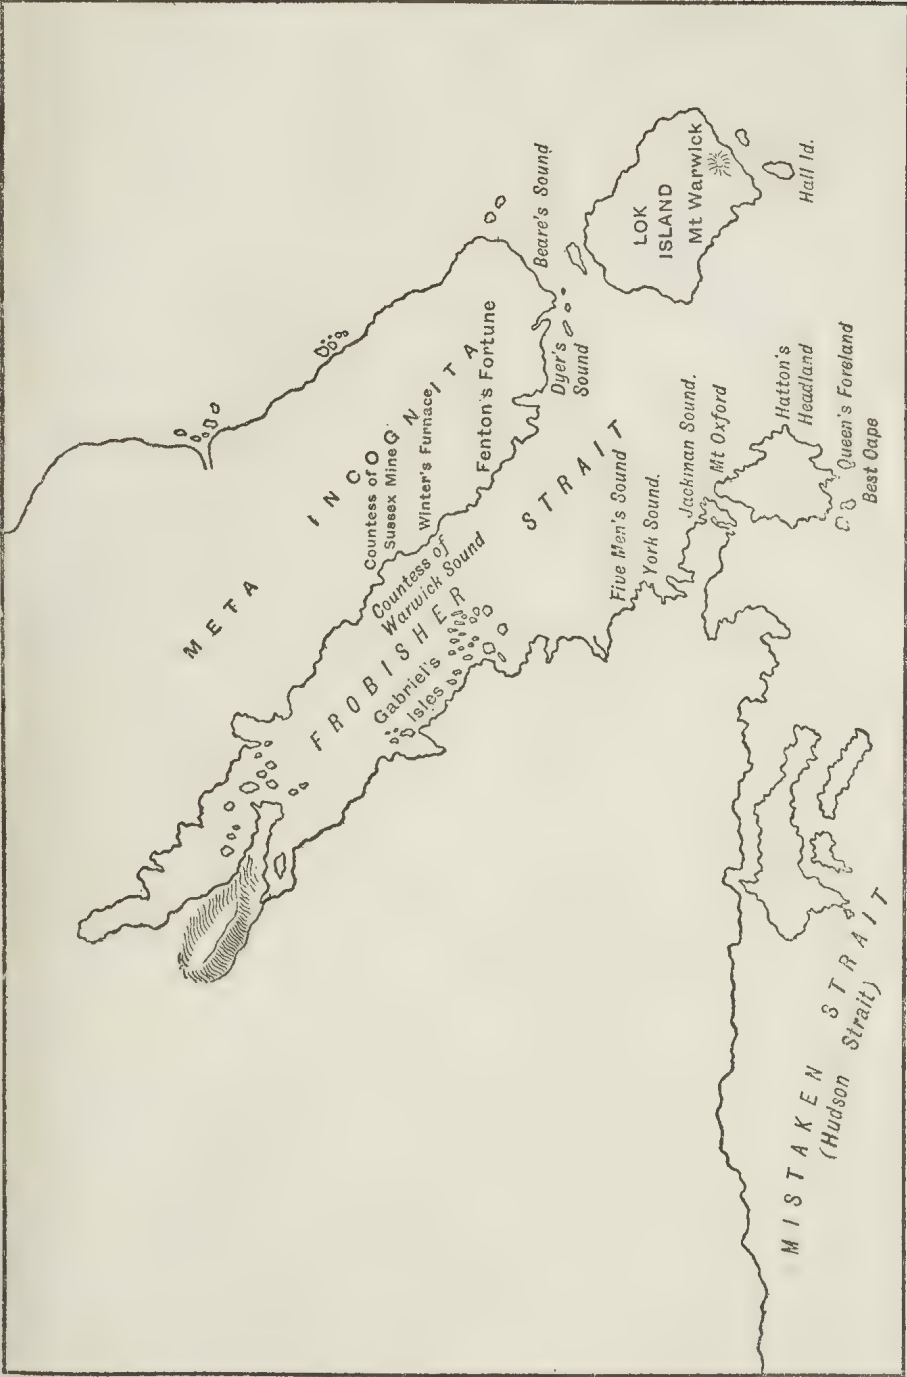 META
INCOGNITA
Countess of
Sussex Mine
Winter's Furnace
Fenton's Fortune
Beare's Sound
LOK
ISLAND
Mt Warwick
Hall Id.
Dyer's
Sound
Countess of
Warwick Sound
FROBISHER
STRAIT
Gabriel's
Isles
Five Men's Sound
York Sound.
Jackman Sound.
Mt Oxford
Hatton's
Headland
Queen's Foreland
Best Cape
MISTAKEN STRAIT
(Hudson Strait)